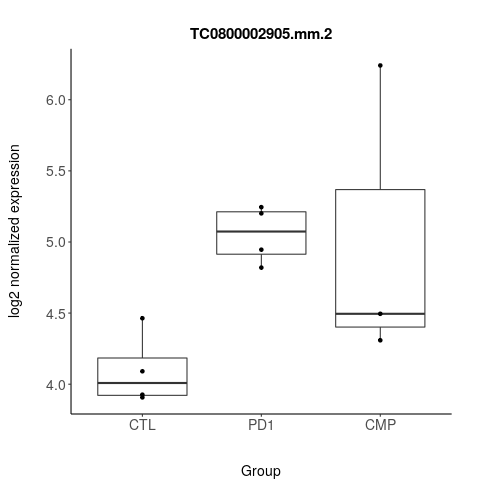 TC0800002905.mm.2
log2 normalized expression
6.0
5.5
5.0
4.5
4.0
CTL PD1 CMP
Group